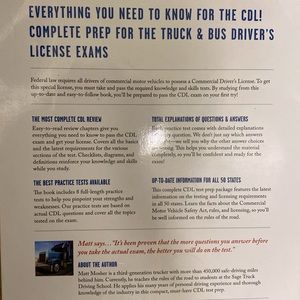 EVERYTHING YOU NEED TO KNOW FOR THE CDL!
COMPLETE PREP FOR THE TRUCK & BUS DRIVER'S
LICENSE EXAMS
Federal law requires all drivers of commercial motor vehicles to possess a Commercial Driver's License. To get
this special license, you must take and pass the required knowledge and skills tests. By studying from this
up-to-date and easy-to-follow book, you'll be prepared to pass the CDL exam on your first try!
THE MOST COMPLETE CDL REVIEW
Easy-to-read review chapters give you
everything you need to know to pass the CDL
exam and get your license. Covers all the basics
and the latest requirements for the various
sections of the test. Checklists, diagrams, and
definitions reinforce your knowledge and skills
while you study.
THE BEST PRACTICE TESTS AVAILABLE
The book includes 8 full-length practice
tests to help you pinpoint your strengths and
weaknesses. Our practice tests are based on
actual CDL questions and cover all the topics
tested on the exam.
TOTAL EXPLANATIONS OF QUESTIONS & ANSWERS
practice test comes with detailed explanations
question. We don't just say which answers
we tell you why the other answer choices
are wrong. This helps you understand the material
completely, so you'll be confident and ready for the
exam!
UP-TO-DATE INFORMATION FOR ALL 50 STATES
This complete CDL test prep package features the latest
information on the testing and licensing requirements
in all 50 states. Learn the facts about the Commercial
Motor Vehicle Safety Act, rules, and licensing, so you'll
be well informed of the rules of the road.
Matt says... "It's been proven that the more questions you answer before
you take the actual exam, the better you will do on the test."
ABOUT THE AUTHOR
Matt Mosher is a third-generation trucker with more than 450,000 safe-driving miles
behind him. Currently, he teaches the rules of the road to students at the Sage Truck
Driving School. He applies his many years of personal driving experience and thorough
knowledge of the industry in this compact, must-have CDL test prep.